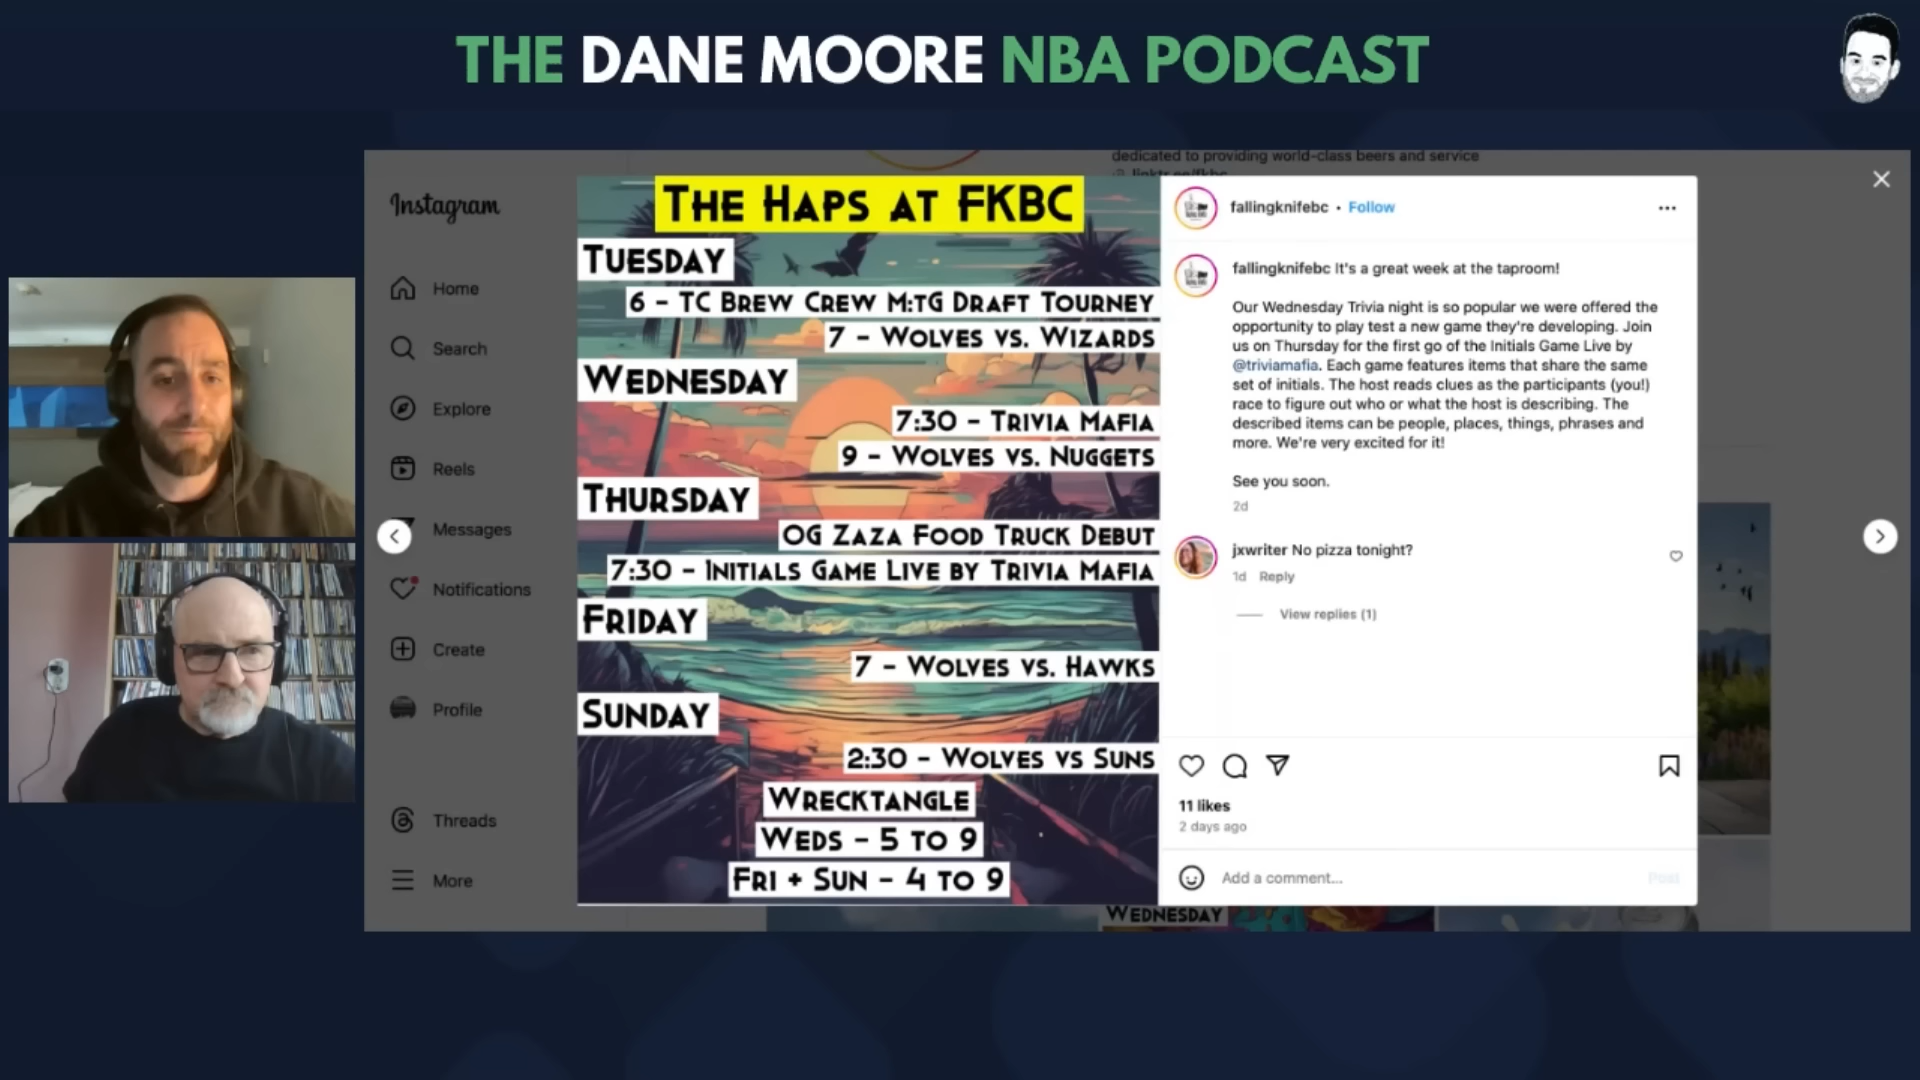 THE DANE MOORE NBA PODCAST
dedicated to providing world-class beers and service
Instagram
Home
Search
Explore
Reels
Messages
Notifications
Create
Profile
Threads
More
THE HAPS AT FKBC
TUESDAY
6 - TC BREW CREW M:TG DRAFT TOURNEY
7 - WOLVES VS. WIZARDS
WEDNESDAY
7:30 - TRIVIA MAFIA
9 - WOLVES VS. NUGGETS
THURSDAY
OG ZAZA FOOD TRUCK DEBUT
7:30 - INITIALS GAME LIVE BY TRIVIA MAFIA
FRIDAY
7 - WOLVES VS. HAWKS
SUNDAY
2:30 - WOLVES VS SUNS
WRECKTANGLE
WEDS - 5 TO 9
FRI + SUN - 4 TO 9
fallingknifebc • Follow
fallingknifebc It's a great week at the taproom!
Our Wednesday Trivia night is so popular we were offered the
opportunity to play test a new game they're developing. Join
us on Thursday for the first go of the Initials Game Live by
@triviamafia. Each game features items that share the same
set of initials. The host reads clues as the participants (you!)
race to figure out who or what the host is describing. The
described items can be people, places, things, phrases and
more. We're very excited for it!
See you soon.
2d
jxwriter No pizza tonight?
1d Reply
View replies (1)
11 likes
2 days ago
Add a comment...
Post
WEDNESDAY